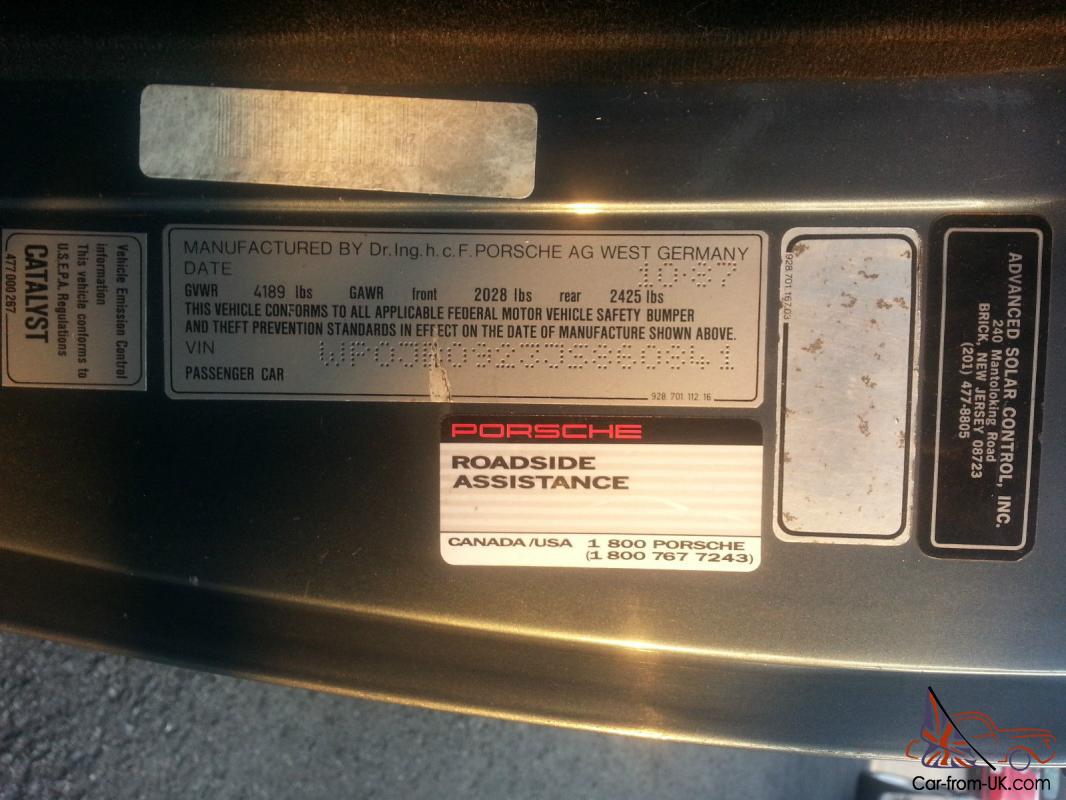 MANUFACTURED BY Dr.Ing.h.c.F.PORSCHE AG WEST GERMANY
DATE 10-87
GVWR 4189 lbs GAWR front 2028 lbs rear 2425 lbs
THIS VEHICLE CONFORMS TO ALL APPLICABLE FEDERAL MOTOR VEHICLE SAFETY BUMPER
AND THEFT PREVENTION STANDARDS IN EFFECT ON THE DATE OF MANUFACTURE SHOWN ABOVE.
VIN
PASSENGER CAR
928 701 112 16
Vehicle Emission Control
information
This vehicle conforms to
U.S.E.P.A. Regulations
CATALYST
477 000 267
PORSCHE
ROADSIDE
ASSISTANCE
CANADA/USA 1 800 PORSCHE
(1 800 767 7243)
928.701.167.03
ADVANCED SOLAR CONTROL, INC.
240 Mantoloking Road
BRICK, NEW JERSEY 08723
(201) 477-8805
Car-from-UK.com